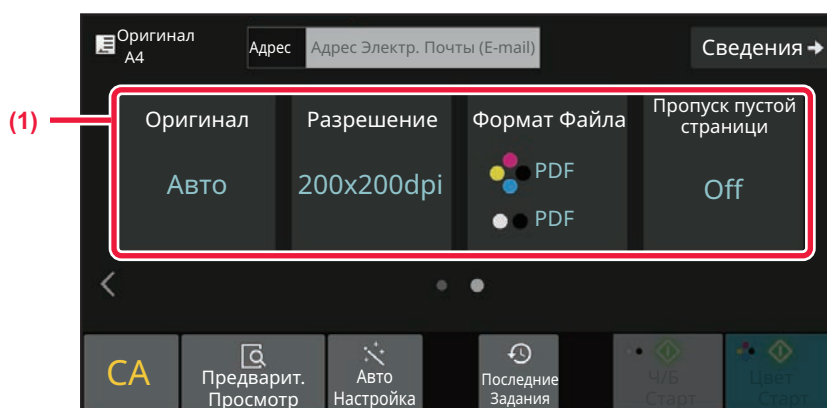 Оригинал
A4
Адрес
Адрес Электр. Почты (E-mail)
Сведения
(1)
Оригинал
Авто
Разрешение
200x200dpi
Формат Файла
PDF
PDF
Пропуск пустой
страници
Off
CA
Предварит.
Просмотр
Авто
Настройка
Последние
Задания
Ч/Б
Старт
Цвет
Старт